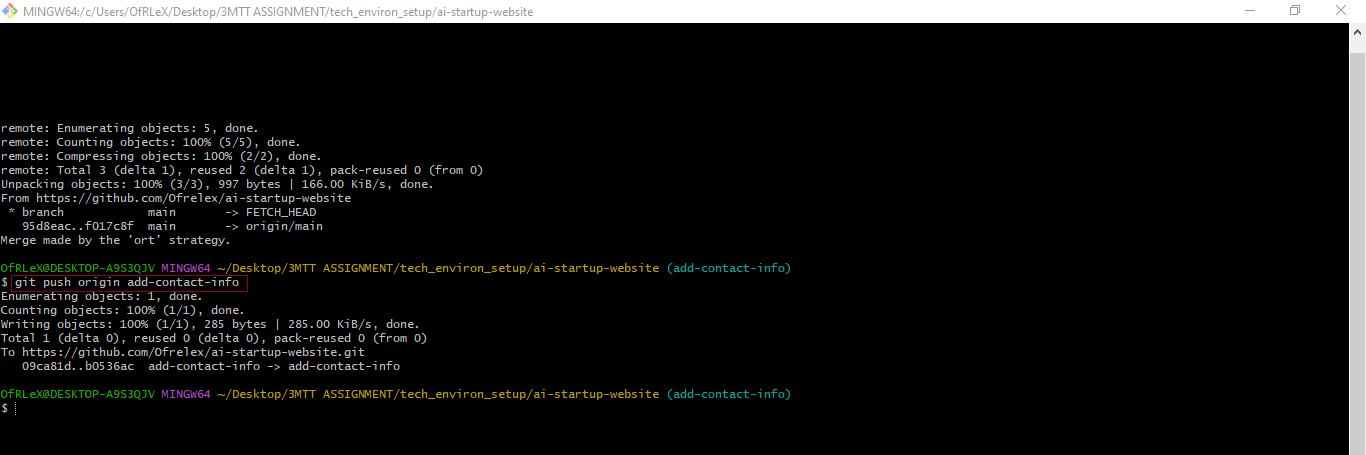 MINGW64:/c/Users/OfRLeX/Desktop/3MTT ASSIGNMENT/tech_environ_setup/ai-startup-website
remote: Enumerating objects: 5, done.
remote: Counting objects: 100% (5/5), done.
remote: Compressing objects: 100% (2/2), done.
remote: Total 3 (delta 1), reused 2 (delta 1), pack-reused 0 (from 0)
Unpacking objects: 100% (3/3), 997 bytes | 166.00 KiB/s, done.
From https://github.com/Ofrelex/ai-startup-website
 * branch            main       -> FETCH_HEAD
   95d8eac..f017c8f  main       -> origin/main
Merge made by the 'ort' strategy.
OfRLeX@DESKTOP-A9S3QJV MINGW64 ~/Desktop/3MTT ASSIGNMENT/tech_environ_setup/ai-startup-website (add-contact-info)
$ git push origin add-contact-info
Enumerating objects: 1, done.
Counting objects: 100% (1/1), done.
Writing objects: 100% (1/1), 285 bytes | 285.00 KiB/s, done.
Total 1 (delta 0), reused 0 (delta 0), pack-reused 0 (from 0)
To https://github.com/Ofrelex/ai-startup-website.git
   09ca81d..b0536ac  add-contact-info -> add-contact-info
OfRLeX@DESKTOP-A9S3QJV MINGW64 ~/Desktop/3MTT ASSIGNMENT/tech_environ_setup/ai-startup-website (add-contact-info)
$